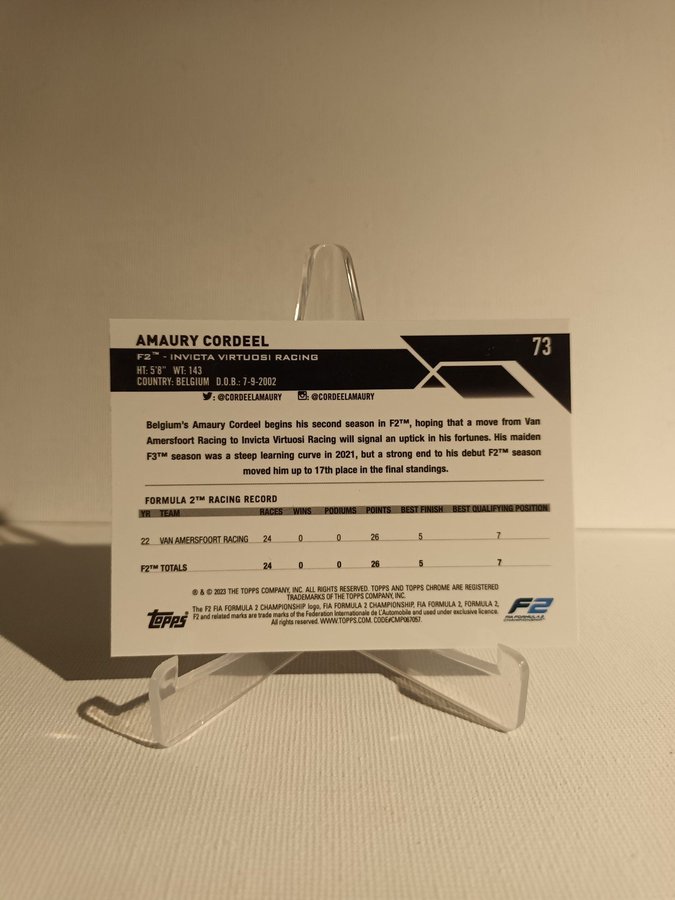 AMAURY CORDEEL
73
F2™ - INVICTA VIRTUOSI RACING
HT: 5'8" WT: 143
COUNTRY: BELGIUM D.O.B.: 7-9-2002
: @CORDEELAMAURY : @CORDEELAMAURY
Belgium's Amaury Cordeel begins his second season in F2™, hoping that a move from Van
Amersfoort Racing to Invicta Virtuosi Racing will signal an uptick in his fortunes. His maiden
F3™ season was a steep learning curve in 2021, but a strong end to his debut F2™ season
moved him up to 17th place in the final standings.
FORMULA 2™ RACING RECORD
YR TEAM RACES WINS PODIUMS POINTS BEST FINISH BEST QUALIFYING POSITION
22 VAN AMERSFOORT RACING 24 0 0 26 5 7
F2™ TOTALS 24 0 0 26 5 7
® & © 2023 THE TOPPS COMPANY, INC. ALL RIGHTS RESERVED. TOPPS AND TOPPS CHROME ARE REGISTERED
TRADEMARKS OF THE TOPPS COMPANY, INC.
Topps
The F2 FIA FORMULA 2 CHAMPIONSHIP logo, FIA FORMULA 2 CHAMPIONSHIP, FIA FORMULA 2, FORMULA 2,
F2 and related marks are trade marks of the Federation Internationale de L'Automobile and used under exclusive licence.
All rights reserved. WWW.TOPPS.COM. CODE#CMP067057.
F2
FIA FORMULA 2
CHAMPIONSHIP